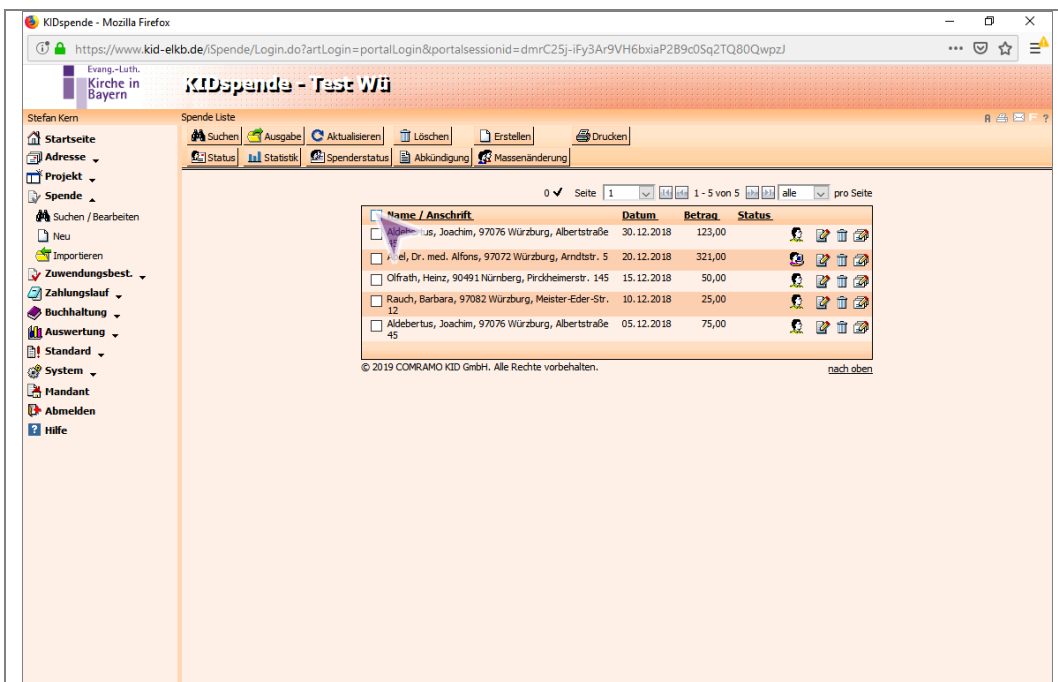 KIDspende - Mozilla Firefox
https://www.kid-elkb.de/iSpende/Login.do?artLogin=portalLogin&portalsessionid=dmrC25j-iFy3Ar9VH6bxiaP2B9c0Sq2TQ80QwpzJ
Evang.-Luth.
Kirche in
Bayern
KIDspende - Test Wü
Stefan Kern
Spende Liste
Startseite
Adresse
Projekt
Spende
Suchen / Bearbeiten
Neu
Importieren
Zuwendungsbest.
Zahlungslauf
Buchhaltung
Auswertung
Standard
System
Mandant
Abmelden
Hilfe
Suchen Ausgabe Aktualisieren Löschen Erstellen Drucken
Status Statistik Spenderstatus Abkündigung Massenänderung
0 Seite 1 1 - 5 von 5 alle pro Seite
Name / Anschrift Datum Betrag Status
Aldebertus, Joachim, 97076 Würzburg, Albertstraße 30.12.2018 123,00
45
Abel, Dr. med. Alfons, 97072 Würzburg, Arndtstr. 5 20.12.2018 321,00
Olfrath, Heinz, 90491 Nürnberg, Pirckheimerstr. 145 15.12.2018 50,00
Rauch, Barbara, 97082 Würzburg, Meister-Eder-Str. 10.12.2018 25,00
12
Aldebertus, Joachim, 97076 Würzburg, Albertstraße 05.12.2018 75,00
45
© 2019 COMRAMO KID GmbH. Alle Rechte vorbehalten. nach oben